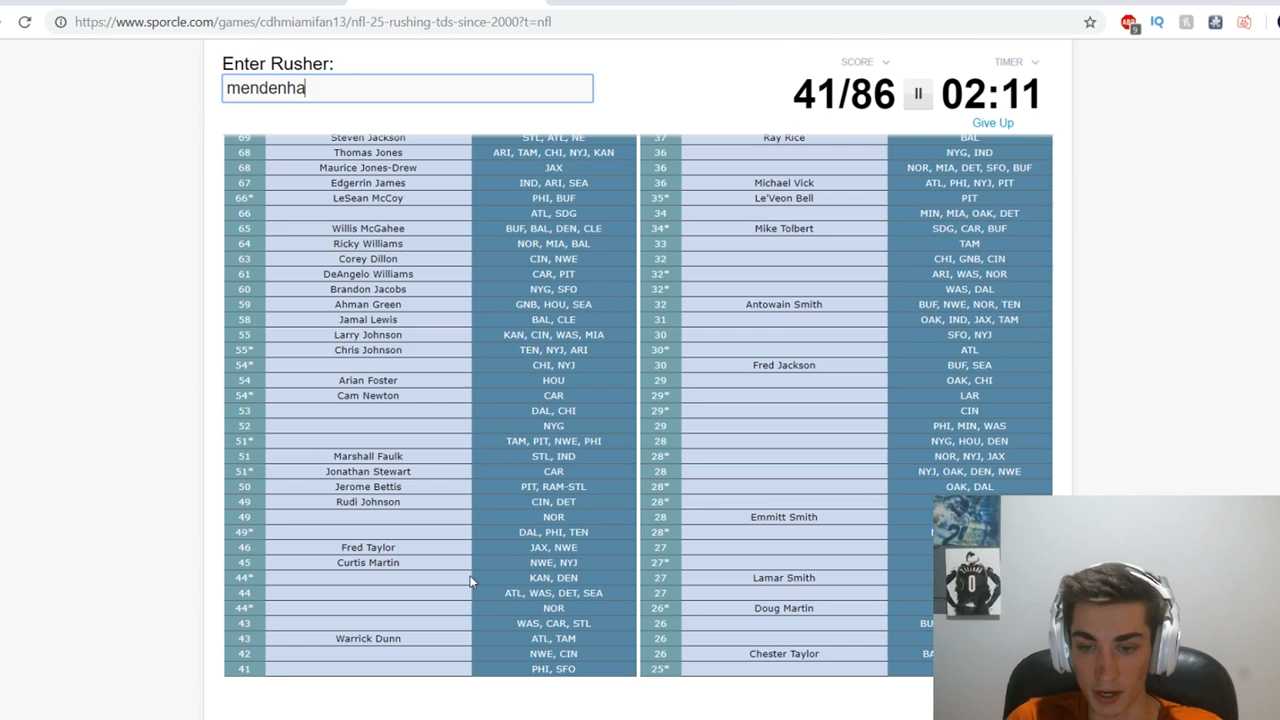 https://www.sporcle.com/games/cdhmiamifan13/nfl-25-rushing-tds-since-2000?t=nfl
9
IQ
Enter Rusher:
mendenha
SCORE
TIMER
41/86
02:11
Give Up
69 Steven Jackson STL, ATL, NE
68 Thomas Jones ARI, TAM, CHI, NYJ, KAN
68 Maurice Jones-Drew JAX
67 Edgerrin James IND, ARI, SEA
66* LeSean McCoy PHI, BUF
66 ATL, SDG
65 Willis McGahee BUF, BAL, DEN, CLE
64 Ricky Williams NOR, MIA, BAL
63 Corey Dillon CIN, NWE
61 DeAngelo Williams CAR, PIT
60 Brandon Jacobs NYG, SFO
59 Ahman Green GNB, HOU, SEA
58 Jamal Lewis BAL, CLE
55 Larry Johnson KAN, CIN, WAS, MIA
55* Chris Johnson TEN, NYJ, ARI
54* CHI, NYJ
54 Arian Foster HOU
54* Cam Newton CAR
53 DAL, CHI
52 NYG
51* TAM, PIT, NWE, PHI
51 Marshall Faulk STL, IND
51* Jonathan Stewart CAR
50 Jerome Bettis PIT, RAM-STL
49 Rudi Johnson CIN, DET
49 NOR
49* DAL, PHI, TEN
46 Fred Taylor JAX, NWE
45 Curtis Martin NWE, NYJ
44* KAN, DEN
44 ATL, WAS, DET, SEA
44* NOR
43 WAS, CAR, STL
43 Warrick Dunn ATL, TAM
42 NWE, CIN
41 PHI, SFO
37 Ray Rice BAL
36 NYG, IND
36 NOR, MIA, DET, SFO, BUF
36 Michael Vick ATL, PHI, NYJ, PIT
35* Le'Veon Bell PIT
34 MIN, MIA, OAK, DET
34* Mike Tolbert SDG, CAR, BUF
33 TAM
32 CHI, GNB, CIN
32* ARI, WAS, NOR
32* WAS, DAL
32 Antowain Smith BUF, NWE, NOR, TEN
31 OAK, IND, JAX, TAM
30 SFO, NYJ
30* ATL
30 Fred Jackson BUF, SEA
29 OAK, CHI
29* LAR
29* CIN
29 PHI, MIN, WAS
28 NYG, HOU, DEN
28* NOR, NYJ, JAX
28 NYJ, OAK, DEN, NWE
28* OAK, DAL
28*
28 Emmitt Smith
28*
27
27*
27 Lamar Smith
27
26* Doug Martin
26 BU
26
26 Chester Taylor BA
25*
0